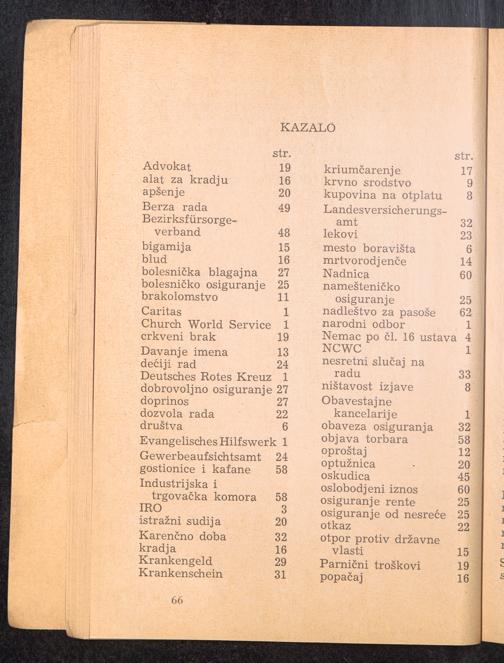 KAZALO
str.
Advokat 19
alat za kradju 16
apšenje 20
Berza rada 49
Bezirksfürsorge-
verband 48
bigamija 15
blud 16
bolesnička blagajna 27
bolesničko osiguranje 25
brakolomstvo 11
Caritas 1
Church World Service 1
crkveni brak 19
Davanje imena 13
dečiji rad 24
Deutsches Rotes Kreuz 1
dobrovoljno osiguranje 27
doprinos 27
dozvola rada 22
društva 6
Evangelisches Hilfswerk 1
Gewerbeaufsichtsamt 24
gostionice i kafane 58
Industrijska i
trgovačka komora 58
IRO 3
istražni sudija 20
Karenčno doba 32
kradja 16
Krankengeld 29
Krankenschein 31
str.
kriumčarenje 17
krvno srodstvo 9
kupovina na otplatu 8
Landesversicherungs-
amt 32
lekovi 23
mesto boravišta 6
mrtvorodjenče 14
Nadnica 60
namešteničko
osiguranje 25
nadleštvo za pasoše 62
narodni odbor 1
Nemac po čl. 16 ustava 4
NCWC 1
nesretni slučaj na
radu 33
ništavost izjave 8
Obavestajne
kancelarije 1
obaveza osiguranja 32
objava torbara 58
oproštaj 12
optužnica 20
oskudica 45
oslobodjeni iznos 60
osiguranje rente 25
osiguranje od nesreće 25
otkaz 22
otpor protiv državne
vlasti 15
Parnični troškovi 19
popačaj 16
66